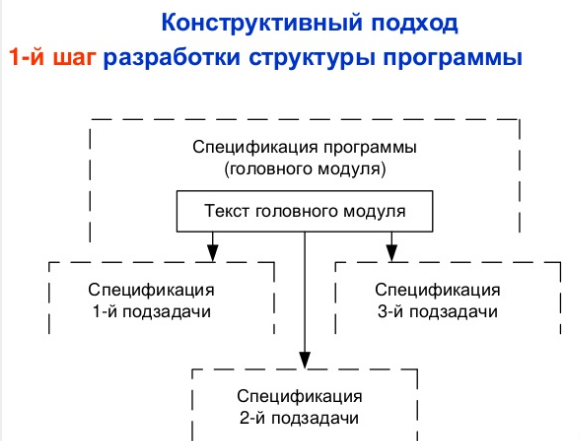 Конструктивный подход
1-й шаг разработки структуры программы
Спецификация программы
(головного модуля)
Текст головного модуля
Спецификация
1-й подзадачи
Спецификация
3-й подзадачи
Спецификация
2-й подзадачи